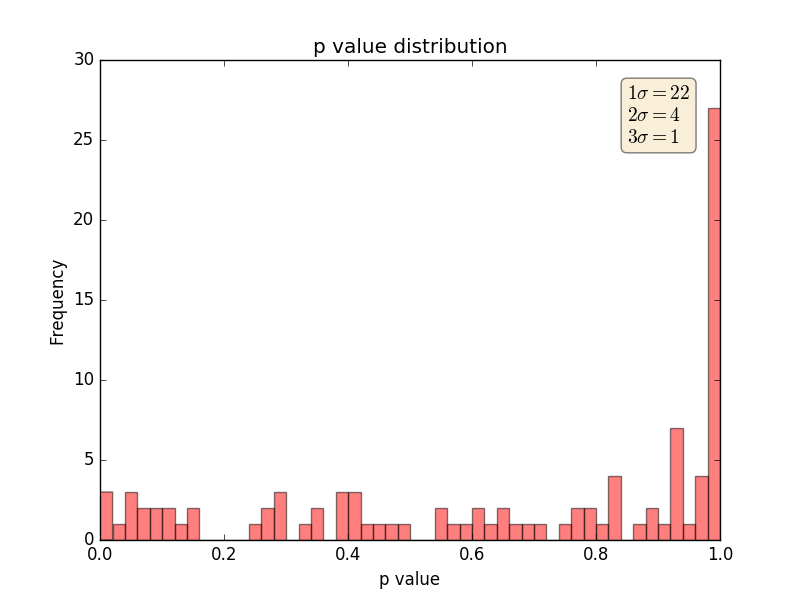 p value distribution
30
25
20
15
10
5
0
Frequency
1σ = 22
2σ = 4
3σ = 1
0.0 0.2 0.4 0.6 0.8 1.0
p value